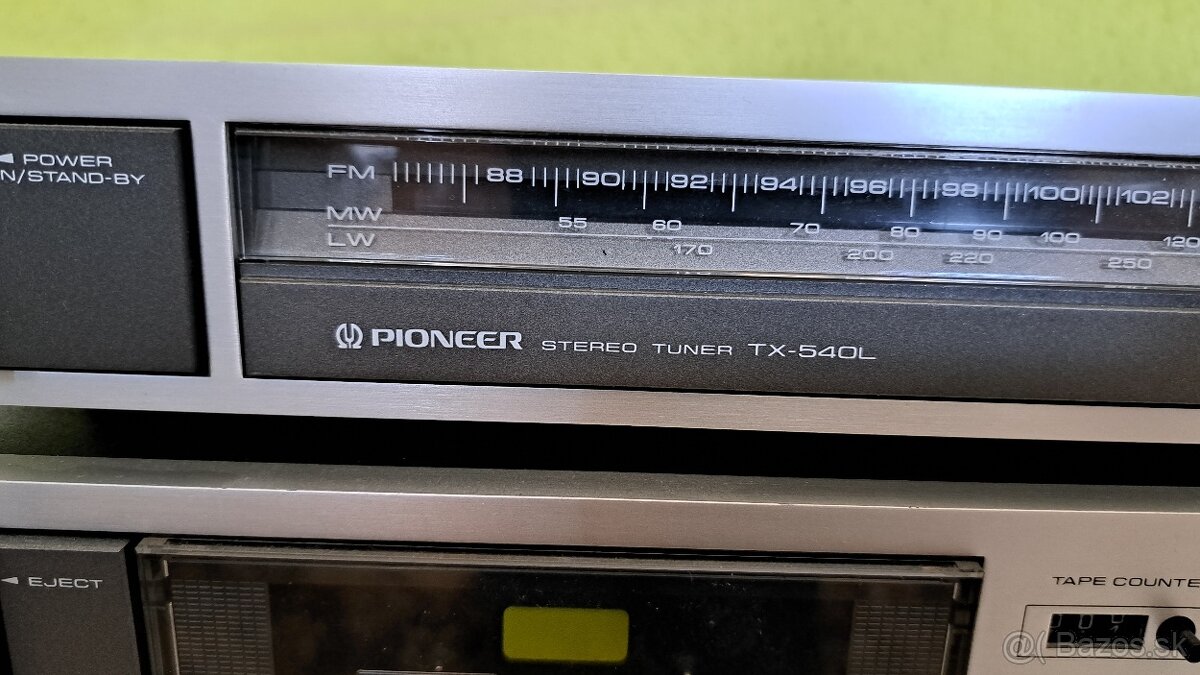 POWER
N/STAND-BY
FM 88 90 92 94 96 98 100 102
MW 55 60 70 80 90 100 120
LW 170 200 220 250
PIONEER STEREO TUNER TX-540L
EJECT
TAPE COUNTE
@( Bazos.sk